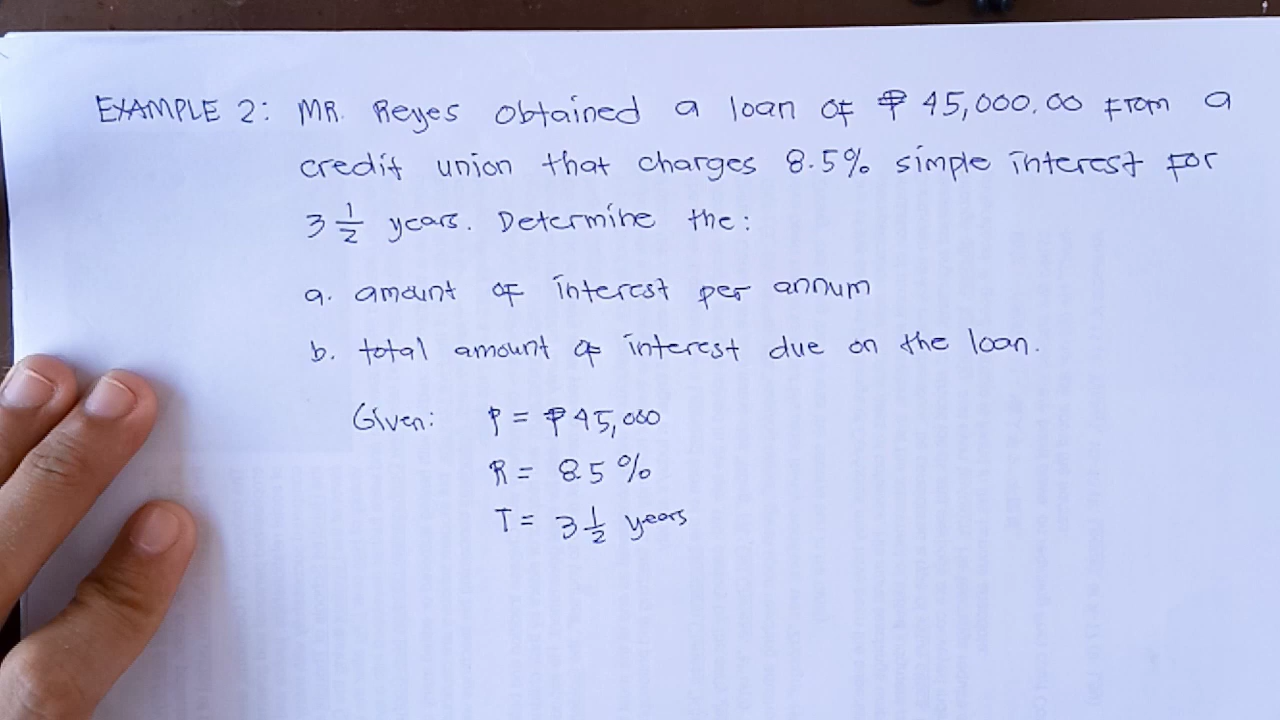 EXAMPLE 2: MR. Reyes obtained a loan of ₱ 45,000.00 from a
credit union that charges 8.5% simple interest for
3 1/2 years. Determine the:
a. amount of interest per annum
b. total amount of interest due on the loan.
Given: P = ₱45,000
R = 8.5 %
T = 3 1/2 years